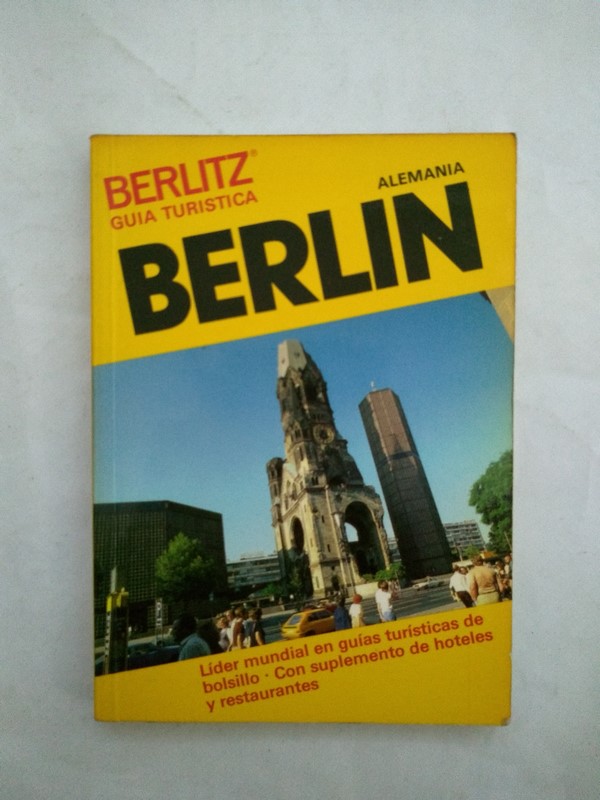 BERLITZ®
GUIA TURISTICA
ALEMANIA
BERLIN
Líder mundial en guías turísticas de
bolsillo · Con suplemento de hoteles
y restaurantes